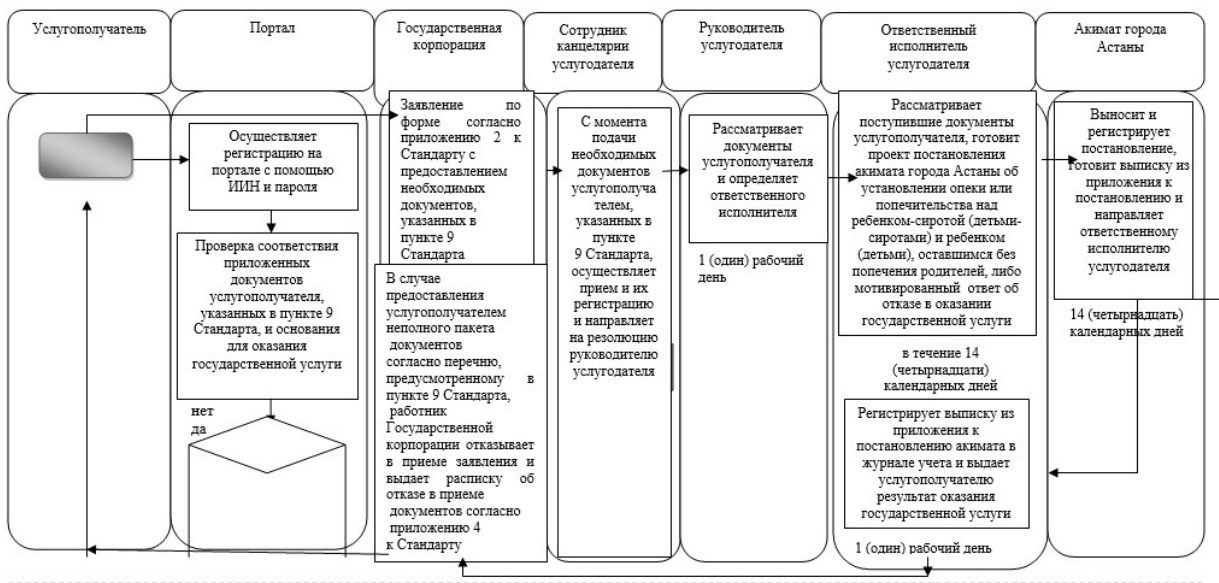 Услугополучатель
Портал
Государственная
корпорация
Сотрудник
канцелярии
услугодателя
Руководитель
услугодателя
Ответственный
исполнитель
услугодателя
Акимат города
Астаны
Осуществляет
регистрацию на
портале с помощью
ИИН и пароля
Проверка соответствия
приложенных
документов
услугополучателя,
указанных в пункте 9
Стандарта, и основания
для оказания
государственной услуги
нет
да
Заявление по
форме согласно
приложению 2 к
Стандарту с
предоставлением
необходимых
документов,
указанных в
пункте 9
Стандарта
В случае
предоставления
услугополучателем
неполного пакета
документов
согласно перечню,
предусмотренному в
пункте 9 Стандарта,
работник
Государственной
корпорации отказывает
в приеме заявления и
выдает расписку об
отказе в приеме
документов согласно
приложению 4
к Стандарту
С момента
подачи
необходимых
документов
услугополуча
телем,
указанных в
пункте
9 Стандарта,
осуществляет
прием и их
регистрацию
и направляет
на резолюцию
руководителю
услугодателя
Рассматривает
документы
услугополучателя
и определяет
ответственного
исполнителя
1 (один) рабочий
день
Рассматривает
поступившие документы
услугополучателя, готовит
проект постановления
акимата города Астаны об
установлении опеки или
попечительства над
ребенком-сиротой (детьми-
сиротами) и ребенком
(детьми), оставшимся без
попечения родителей, либо
мотивированный ответ об
отказе в оказании
государственной услуги
в течение 14
(четырнадцати)
календарных дней
Регистрирует выписку из
приложения к
постановлению акимата в
журнале учета и выдает
услугополучателю
результат оказания
государственной услуги
1 (один) рабочий день
Выносит и
регистрирует
постановление,
готовит выписку из
приложения к
постановлению и
направляет
ответственному
исполнителю
услугодателя
14 (четырнадцать)
календарных дней